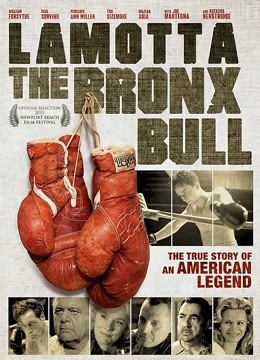 WILLIAM FORSYTHE
PAUL SORVINO
PENELOPE ANN MILLER
TOM SIZEMORE
MOJEAN ARIA
WITH JOE MANTEGNA
AND NATASHA HENSTRIDGE
LAMOTTA
THE BRONX
BULL
OFFICIAL SELECTION
2015
NEWPORT BEACH
FILM FESTIVAL
THE TRUE STORY OF
AN AMERICAN
LEGEND